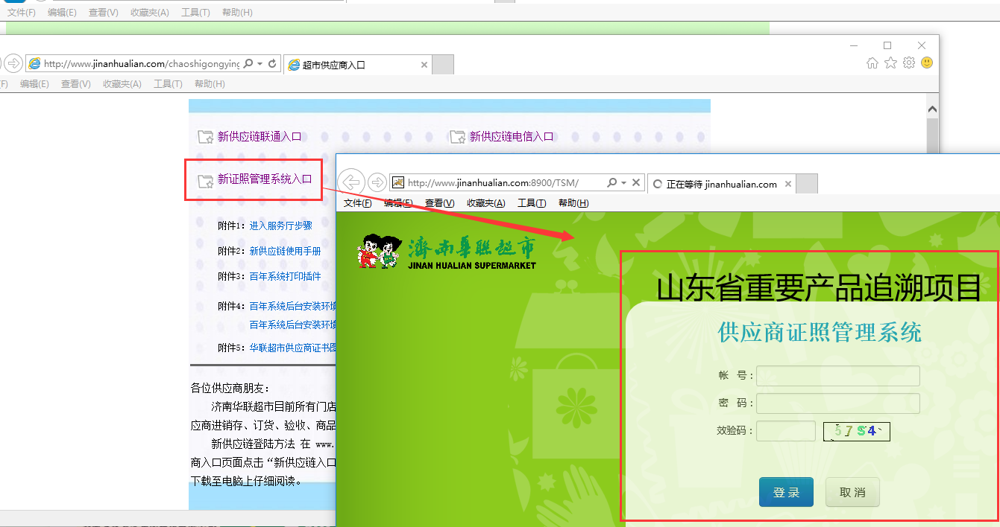 文件(F) 编辑(E) 查看(V) 收藏夹(A) 工具(T) 帮助(H)
http://www.jinanhualian.com/chaoshigongying
超市供应商入口
编辑(E) 查看(V) 收藏夹(A) 工具(T) 帮助(H)
新供应链联通入口
新供应链电信入口
新证照管理系统入口
附件1：进入服务厅步骤
附件2：新供应链使用手册
附件3：百年系统打印插件
附件4：百年系统后台安装环境
百年系统后台安装环境
附件5：华联超市供应商证书图
各位供应商朋友：
济南华联超市目前所有门店
应商进销存、订货、验收、商品
新供应链登陆方法 在 www.
商入口页面点击“新供应链入口
下载至电脑上仔细阅读。
http://www.jinanhualian.com:8900/TSM/
正在等待 jinanhualian.com
文件(F) 编辑(E) 查看(V) 收藏夹(A) 工具(T) 帮助(H)
濟南華联超市
JINAN HUALIAN SUPERMARKET
山东省重要产品追溯项目
供应商证照管理系统
帐 号：
密 码：
效验码：
57S4
登 录
取 消